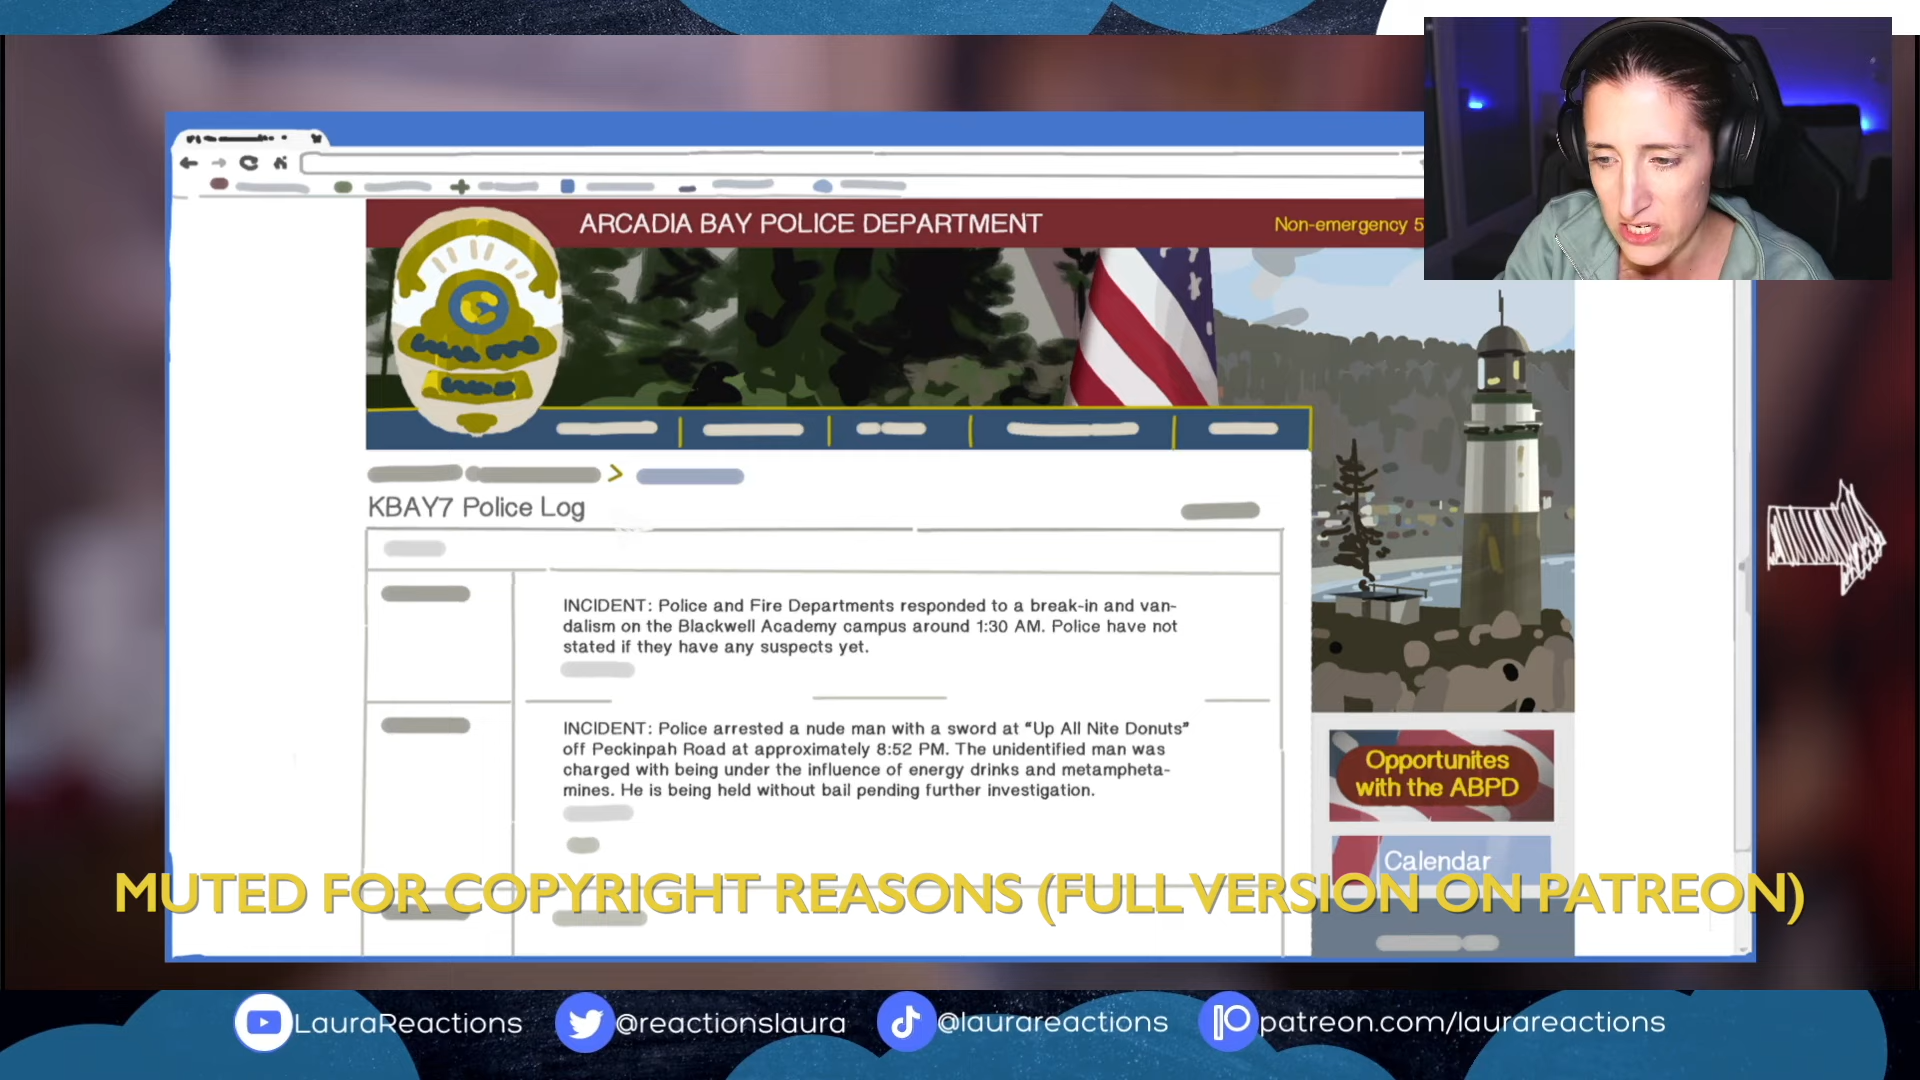 ARCADIA BAY POLICE DEPARTMENT
Non-emergency 5
KBAY7 Police Log
INCIDENT: Police and Fire Departments responded to a break-in and van-
dalism on the Blackwell Academy campus around 1:30 AM. Police have not
stated if they have any suspects yet.
INCIDENT: Police arrested a nude man with a sword at “Up All Nite Donuts”
off Peckinpah Road at approximately 8:52 PM. The unidentified man was
charged with being under the influence of energy drinks and metampheta-
mines. He is being held without bail pending further investigation.
Opportunites
with the ABPD
Calendar
MUTED FOR COPYRIGHT REASONS (FULL VERSION ON PATREON)
LauraReactions
@reactionslaura
@laurareactions
patreon.com/laurareactions